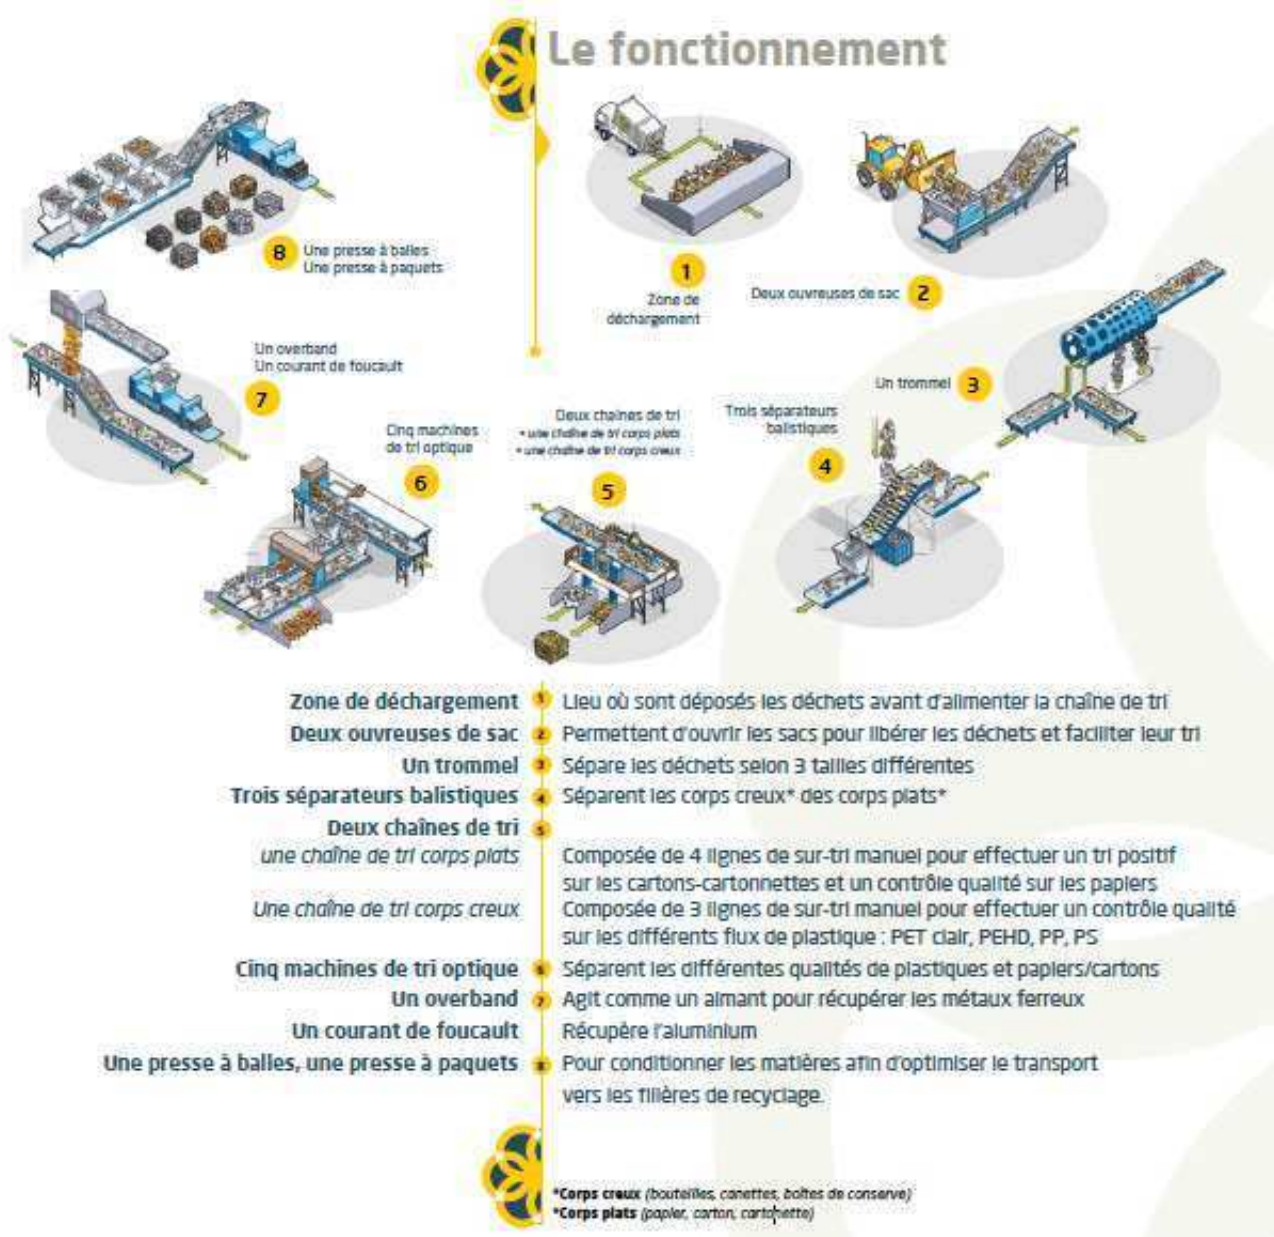 Le fonctionnement
1
Zone de
déchargement
Deux ouvreuses de sac 2
Un trommel 3
Trois séparateurs
balistiques
4
Deux chaînes de tri
• une chaîne de tri corps plats
• une chaîne de tri corps creux
5
Cinq machines
de tri optique
6
Un overband
Un courant de foucault
7
8 Une presse à balles
Une presse à paquets
Zone de déchargement 1 Lieu où sont déposés les déchets avant d'alimenter la chaîne de tri
Deux ouvreuses de sac 2 Permettent d'ouvrir les sacs pour libérer les déchets et faciliter leur tri
Un trommel 3 Sépare les déchets selon 3 tailles différentes
Trois séparateurs balistiques 4 Séparent les corps creux* des corps plats*
Deux chaînes de tri 5
une chaîne de tri corps plats Composée de 4 lignes de sur-tri manuel pour effectuer un tri positif
sur les cartons-cartonnettes et un contrôle qualité sur les papiers
Une chaîne de tri corps creux Composée de 3 lignes de sur-tri manuel pour effectuer un contrôle qualité
sur les différents flux de plastique : PET clair, PEHD, PP, PS
Cinq machines de tri optique 6 Séparent les différentes qualités de plastiques et papiers/cartons
Un overband 7 Agit comme un aimant pour récupérer les métaux ferreux
Un courant de foucault Récupère l'aluminium
Une presse à balles, une presse à paquets 8 Pour conditionner les matières afin d'optimiser le transport
vers les filières de recyclage.
*Corps creux (bouteilles, canettes, boîtes de conserve)
*Corps plats (papier, carton, cartonette)